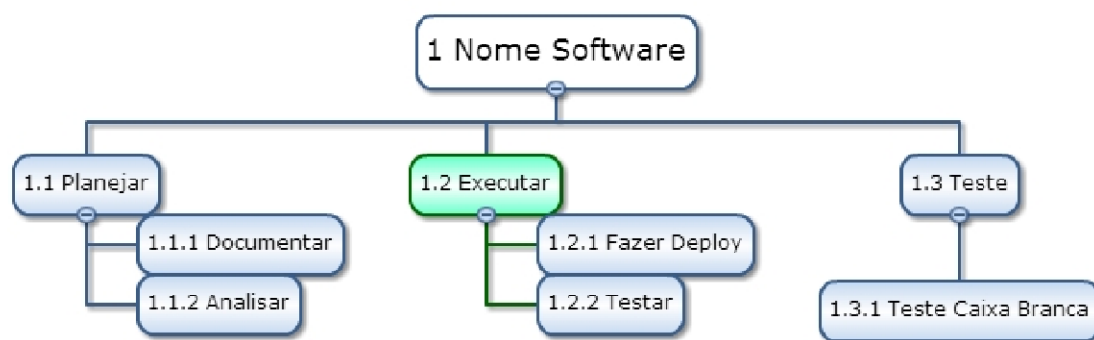 1 Nome Software
1.1 Planejar
1.2 Executar
1.3 Teste
1.1.1 Documentar
1.2.1 Fazer Deploy
1.1.2 Analisar
1.2.2 Testar
1.3.1 Teste Caixa Branca